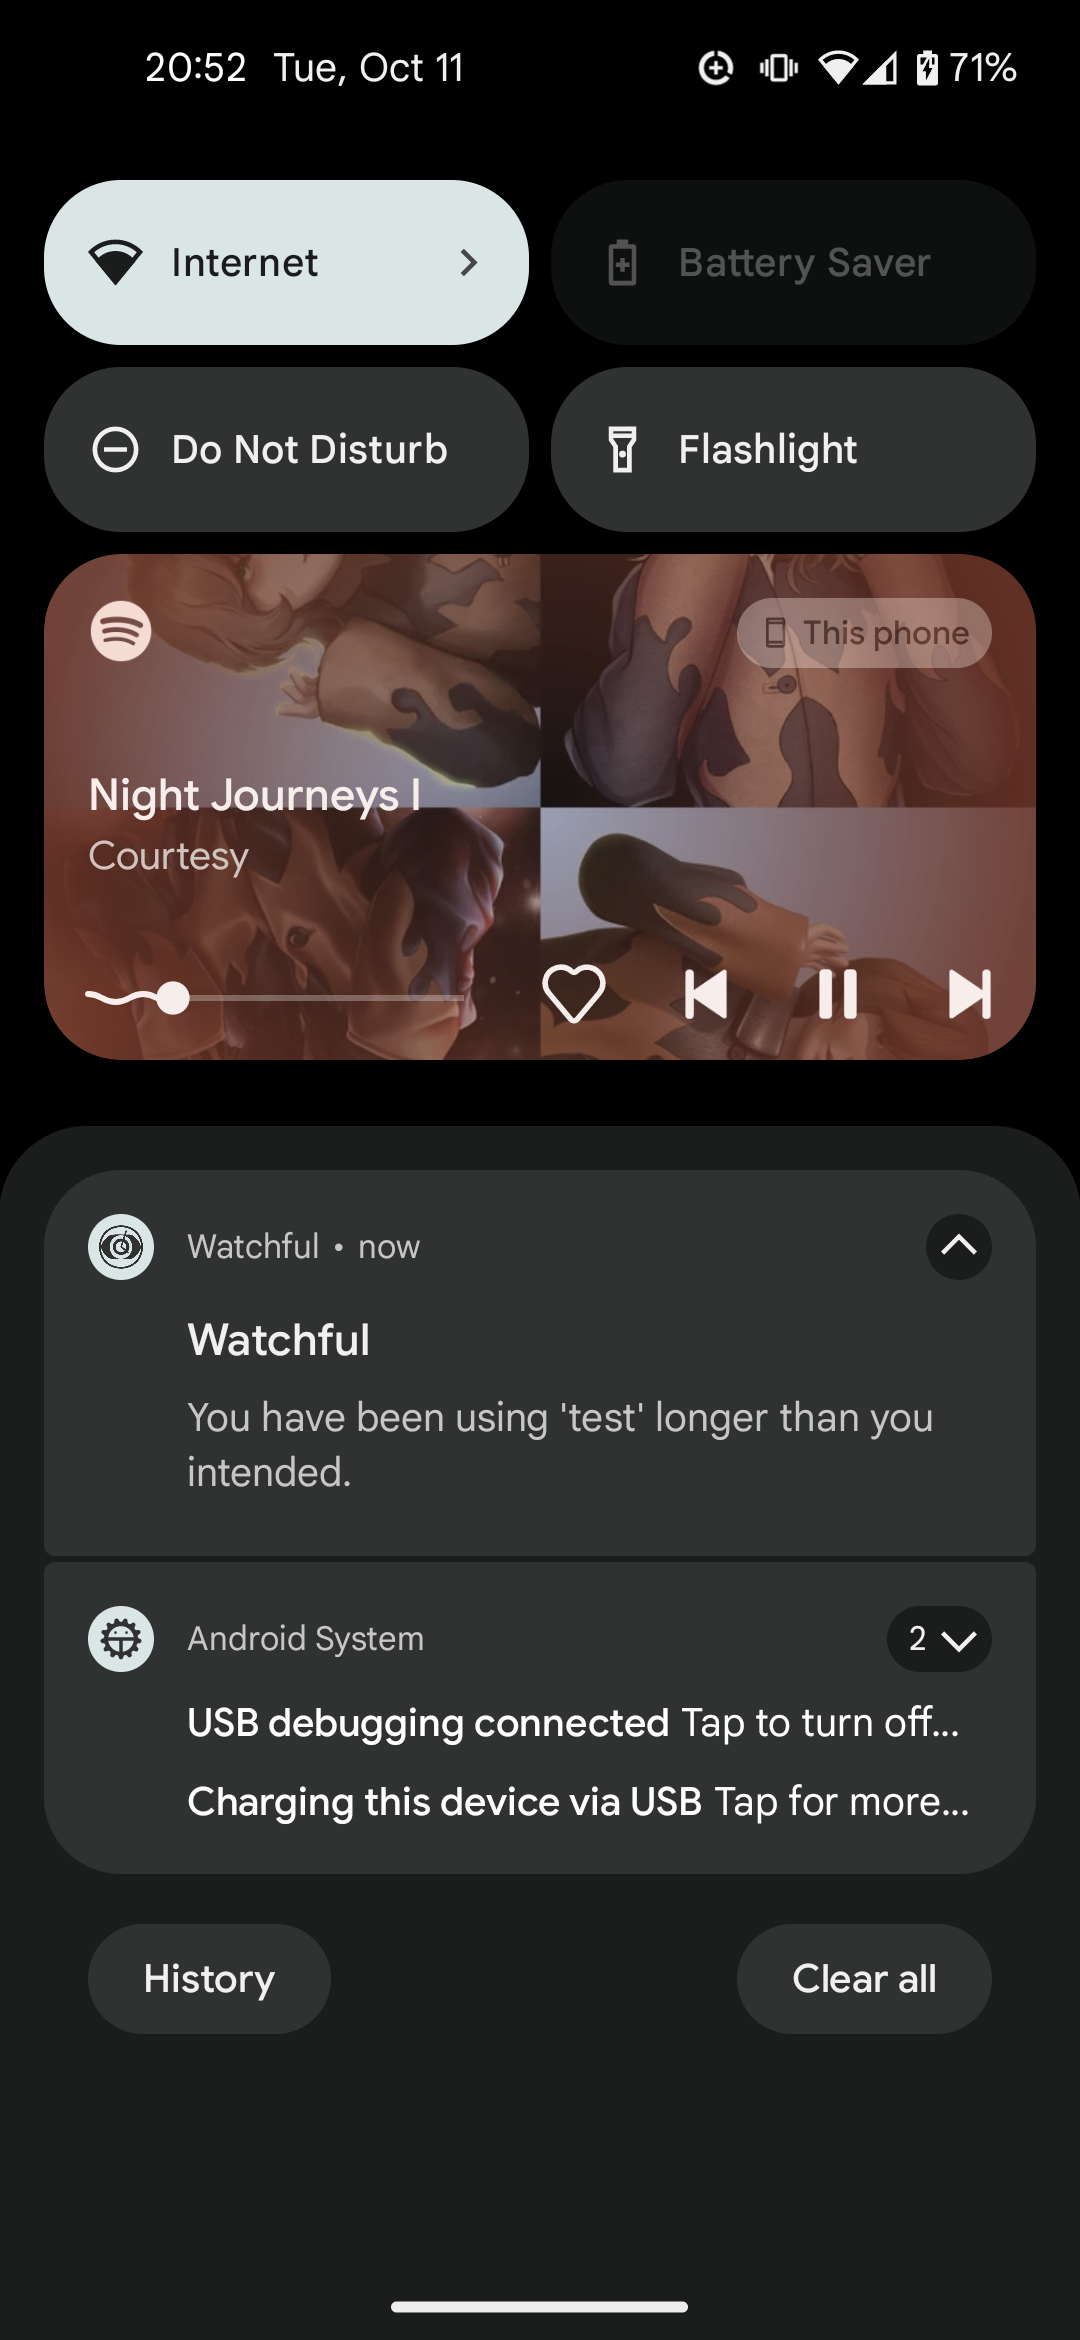 20:52 Tue, Oct 11 71%
Internet
Battery Saver
Do Not Disturb
Flashlight
This phone
Night Journeys I
Courtesy
Watchful • now
Watchful
You have been using 'test' longer than you
intended.
Android System
2
USB debugging connected Tap to turn off...
Charging this device via USB Tap for more...
History
Clear all